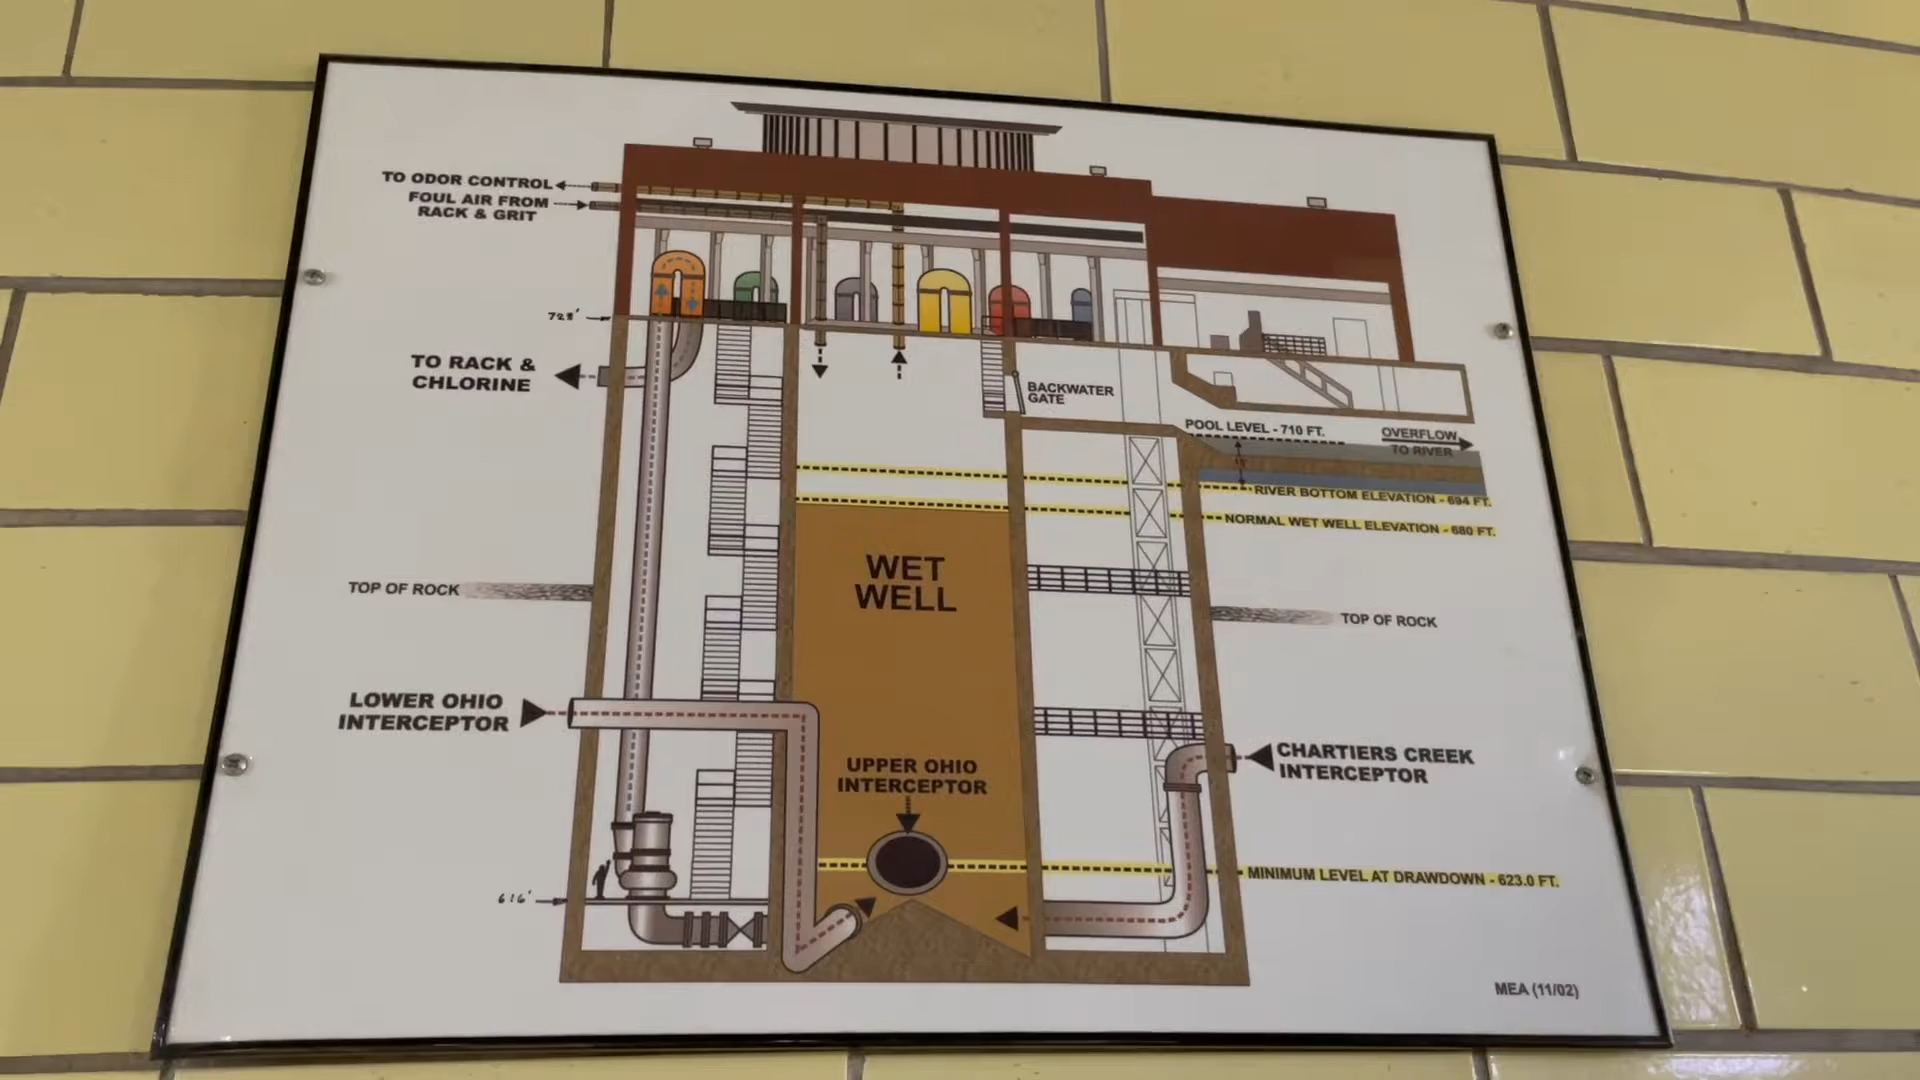 TO ODOR CONTROL
FOUL AIR FROM
RACK & GRIT
728'
TO RACK &
CHLORINE
BACKWATER
GATE
POOL LEVEL - 710 FT.
OVERFLOW
TO RIVER
RIVER BOTTOM ELEVATION - 694 FT.
NORMAL WET WELL ELEVATION - 680 FT.
WET
WELL
TOP OF ROCK
TOP OF ROCK
LOWER OHIO
INTERCEPTOR
UPPER OHIO
INTERCEPTOR
CHARTIERS CREEK
INTERCEPTOR
MINIMUM LEVEL AT DRAWDOWN - 623.0 FT.
616'
MEA (11/02)